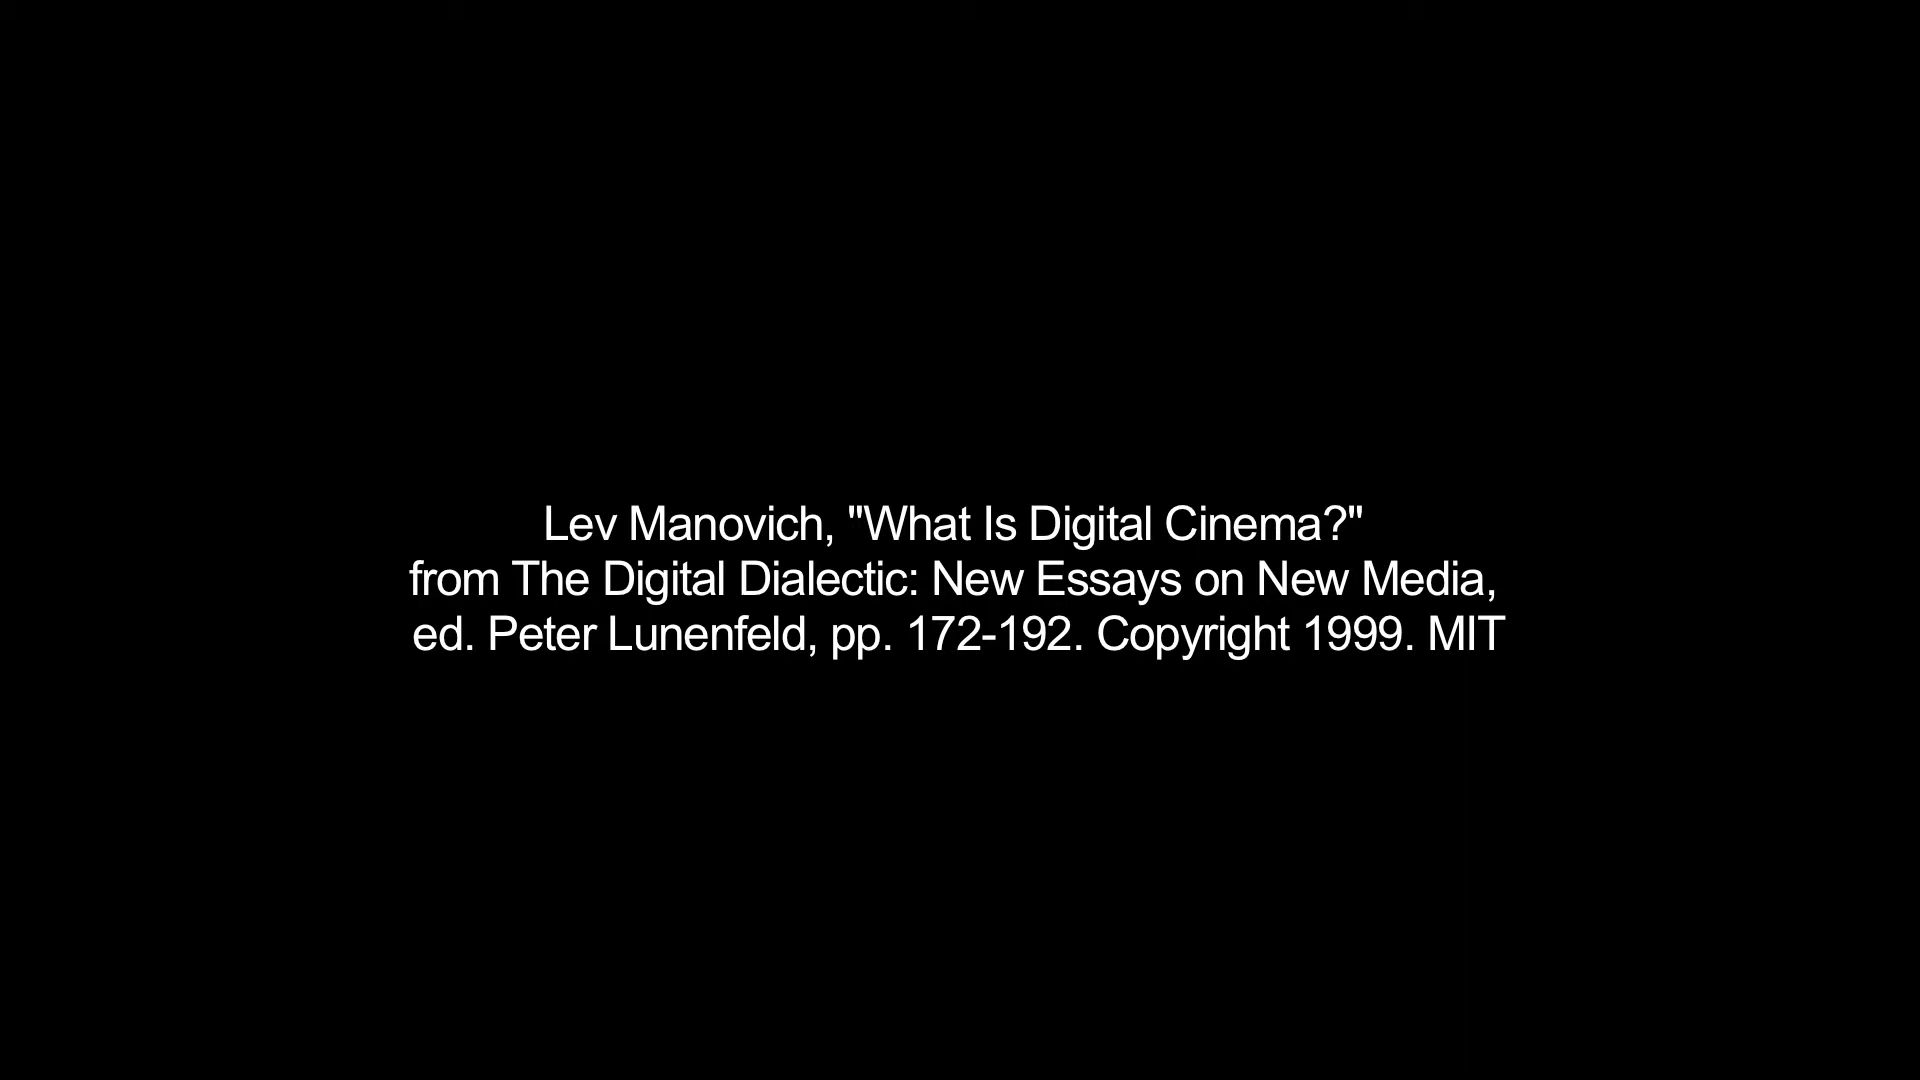 Lev Manovich, "What Is Digital Cinema?"
from The Digital Dialectic: New Essays on New Media,
ed. Peter Lunenfeld, pp. 172-192. Copyright 1999. MIT